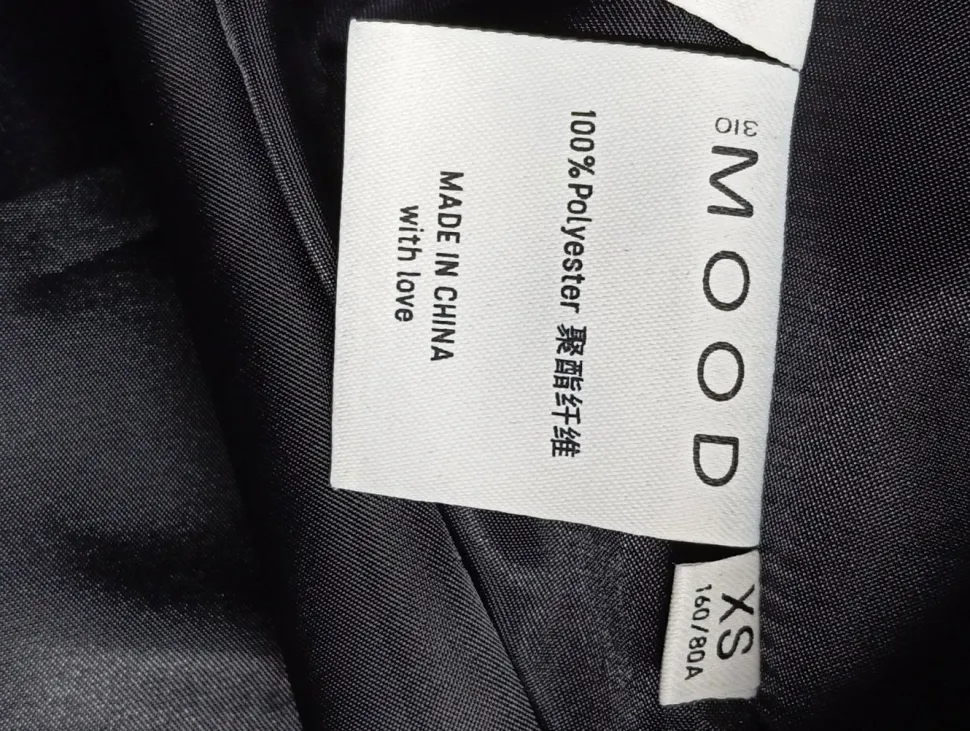 310
MOOD
100%Polyester 聚酯纤维
MADE IN CHINA
with love
XS
160/80A